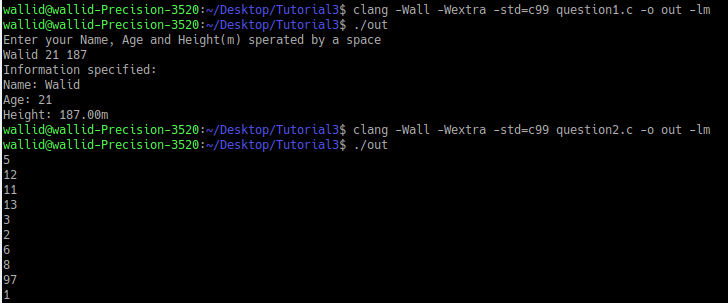 wallid@wallid-Precision-3520:~/Desktop/Tutorial3$ clang -Wall -Wextra -std=c99 question1.c -o out -lm
wallid@wallid-Precision-3520:~/Desktop/Tutorial3$ ./out
Enter your Name, Age and Height(m) sperated by a space
Walid 21 187
Information specified:
Name: Walid
Age: 21
Height: 187.00m
wallid@wallid-Precision-3520:~/Desktop/Tutorial3$ clang -Wall -Wextra -std=c99 question2.c -o out -lm
wallid@wallid-Precision-3520:~/Desktop/Tutorial3$ ./out
5
12
11
13
3
2
6
8
97
1